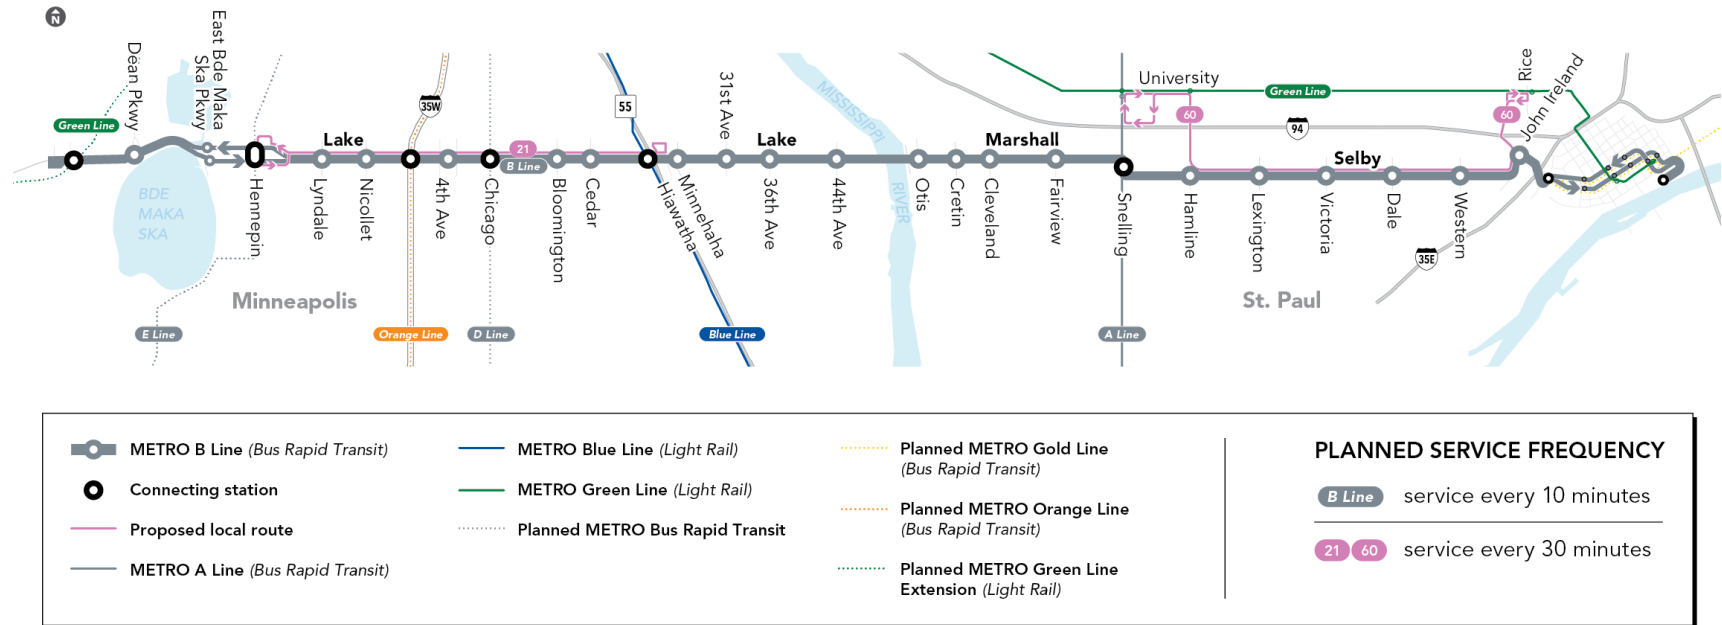 N
Dean Pkwy
East Bde Maka
Ska Pkwy
Green Line
BDE
MAKA
SKA
Hennepin
Lake
Lyndale
Nicollet
35W
4th Ave
Chicago
21
B Line
Bloomington
Cedar
55
Hiawatha
Minnehaha
31st Ave
Lake
36th Ave
44th Ave
MISSISSIPPI
RIVER
Otis
Cretin
Cleveland
Marshall
Fairview
Snelling
University
60
Hamline
Green Line
94
Lexington
Victoria
Selby
Dale
Western
60
Rice
John Ireland
35E
Minneapolis
St. Paul
E Line
Orange Line
D Line
Blue Line
A Line
METRO B Line (Bus Rapid Transit)
Connecting station
Proposed local route
METRO A Line (Bus Rapid Transit)
METRO Blue Line (Light Rail)
METRO Green Line (Light Rail)
Planned METRO Bus Rapid Transit
Planned METRO Gold Line
(Bus Rapid Transit)
Planned METRO Orange Line
(Bus Rapid Transit)
Planned METRO Green Line
Extension (Light Rail)
PLANNED SERVICE FREQUENCY
B Line service every 10 minutes
21 60 service every 30 minutes